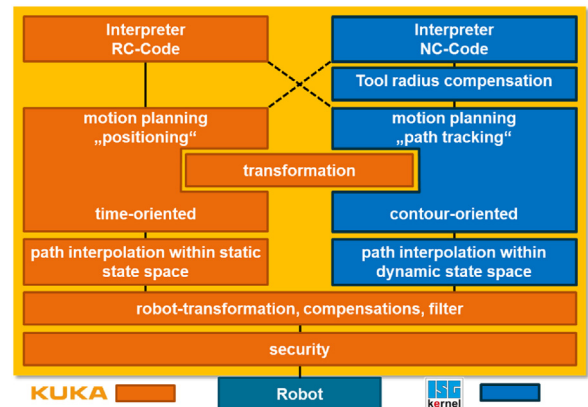 Interpreter
RC-Code
Interpreter
NC-Code
Tool radius compensation
motion planning
„positioning“
motion planning
„path tracking“
transformation
time-oriented
contour-oriented
path interpolation within static
state space
path interpolation within
dynamic state space
robot-transformation, compensations, filter
security
KUKA
Robot
ISG
kernel